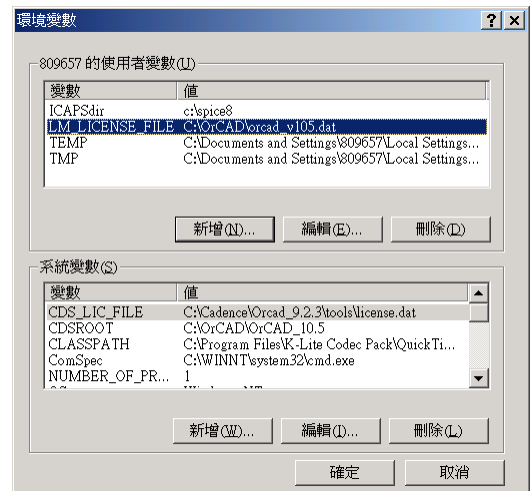 環境變數
809657 的使用者變數(U)
變數 值
ICAPSdir c:\spice8
LM_LICENSE_FILE C:\OrCAD\orcad_v105.dat
TEMP C:\Documents and Settings\809657\Local Settings...
TMP C:\Documents and Settings\809657\Local Settings...
新增(N)... 編輯(E)... 刪除(D)
系統變數(S)
變數 值
CDS_LIC_FILE C:\Cadence\Orcad_9.2.3\tools\license.dat
CDSROOT C:\OrCAD\OrCAD_10.5
CLASSPATH C:\Program Files\K-Lite Codec Pack\QuickTi...
ComSpec C:\WINNT\system32\cmd.exe
NUMBER_OF_PR... 1
新增(W)... 編輯(I)... 刪除(L)
確定 取消